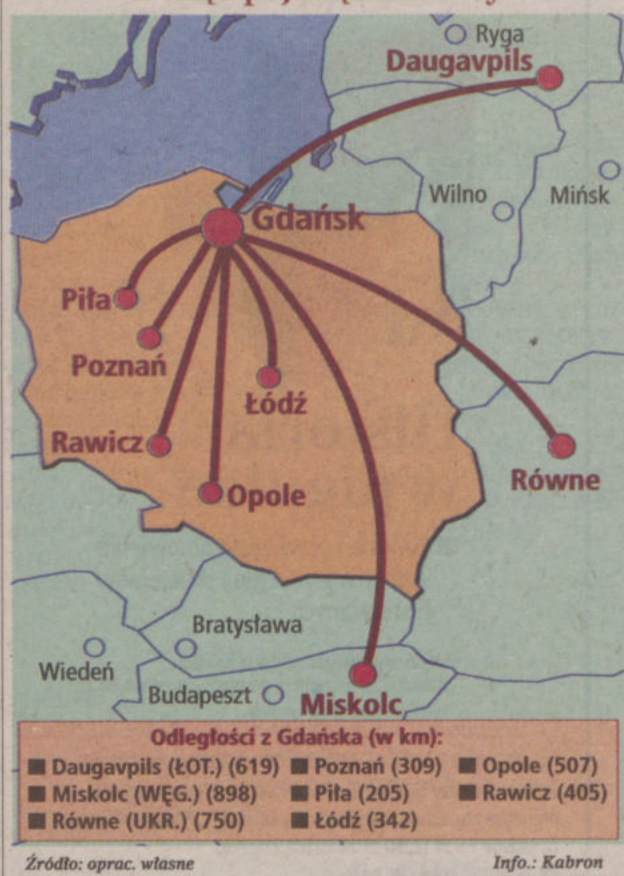 Ryga
Daugavpils
Wilno
Mińsk
Gdańsk
Piła
Poznań
Łódź
Rawicz
Opole
Równe
Bratysława
Wiedeń
Budapeszt
Miskolc
Odległości z Gdańska (w km):
Daugavpils (ŁOT.) (619) Poznań (309) Opole (507)
Miskolc (WĘG.) (898) Piła (205) Rawicz (405)
Równe (UKR.) (750) Łódź (342)
Źródło: oprac. własne Info.: Kabron